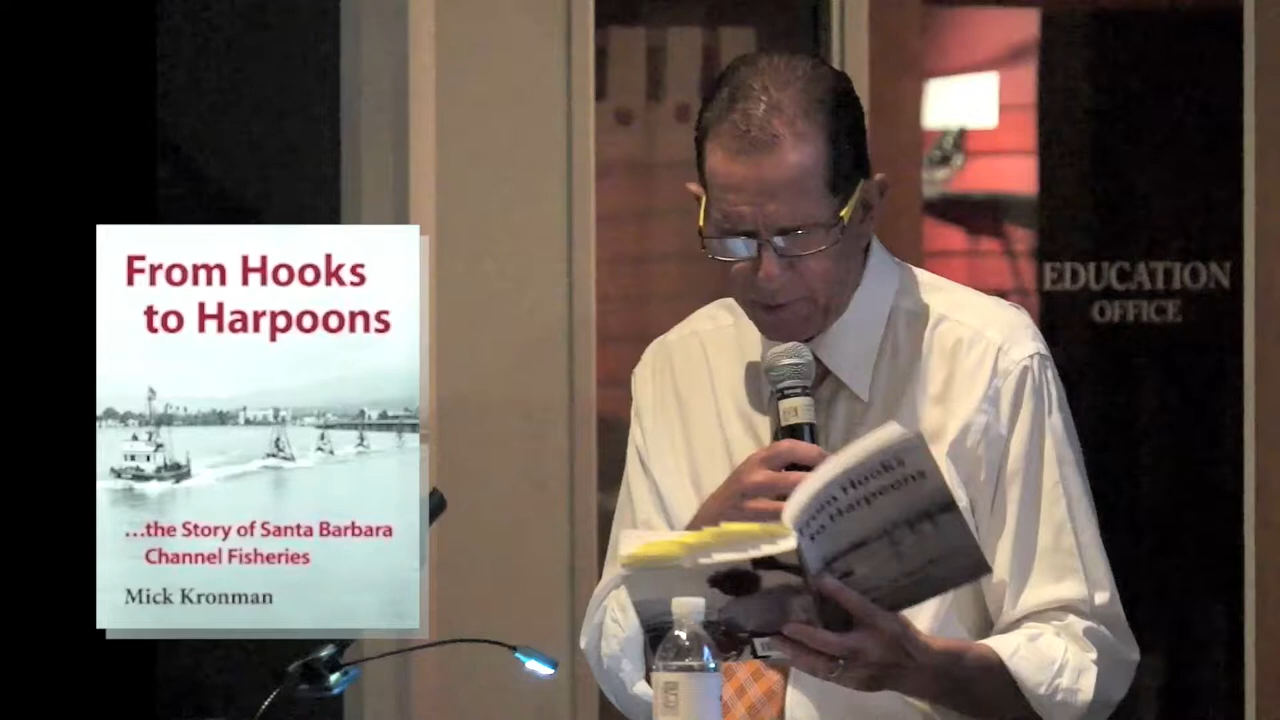 From Hooks
to Harpoons
...the Story of Santa Barbara
Channel Fisheries
Mick Kronman
From Hooks
to Harpoons
EDUCATION
OFFICE